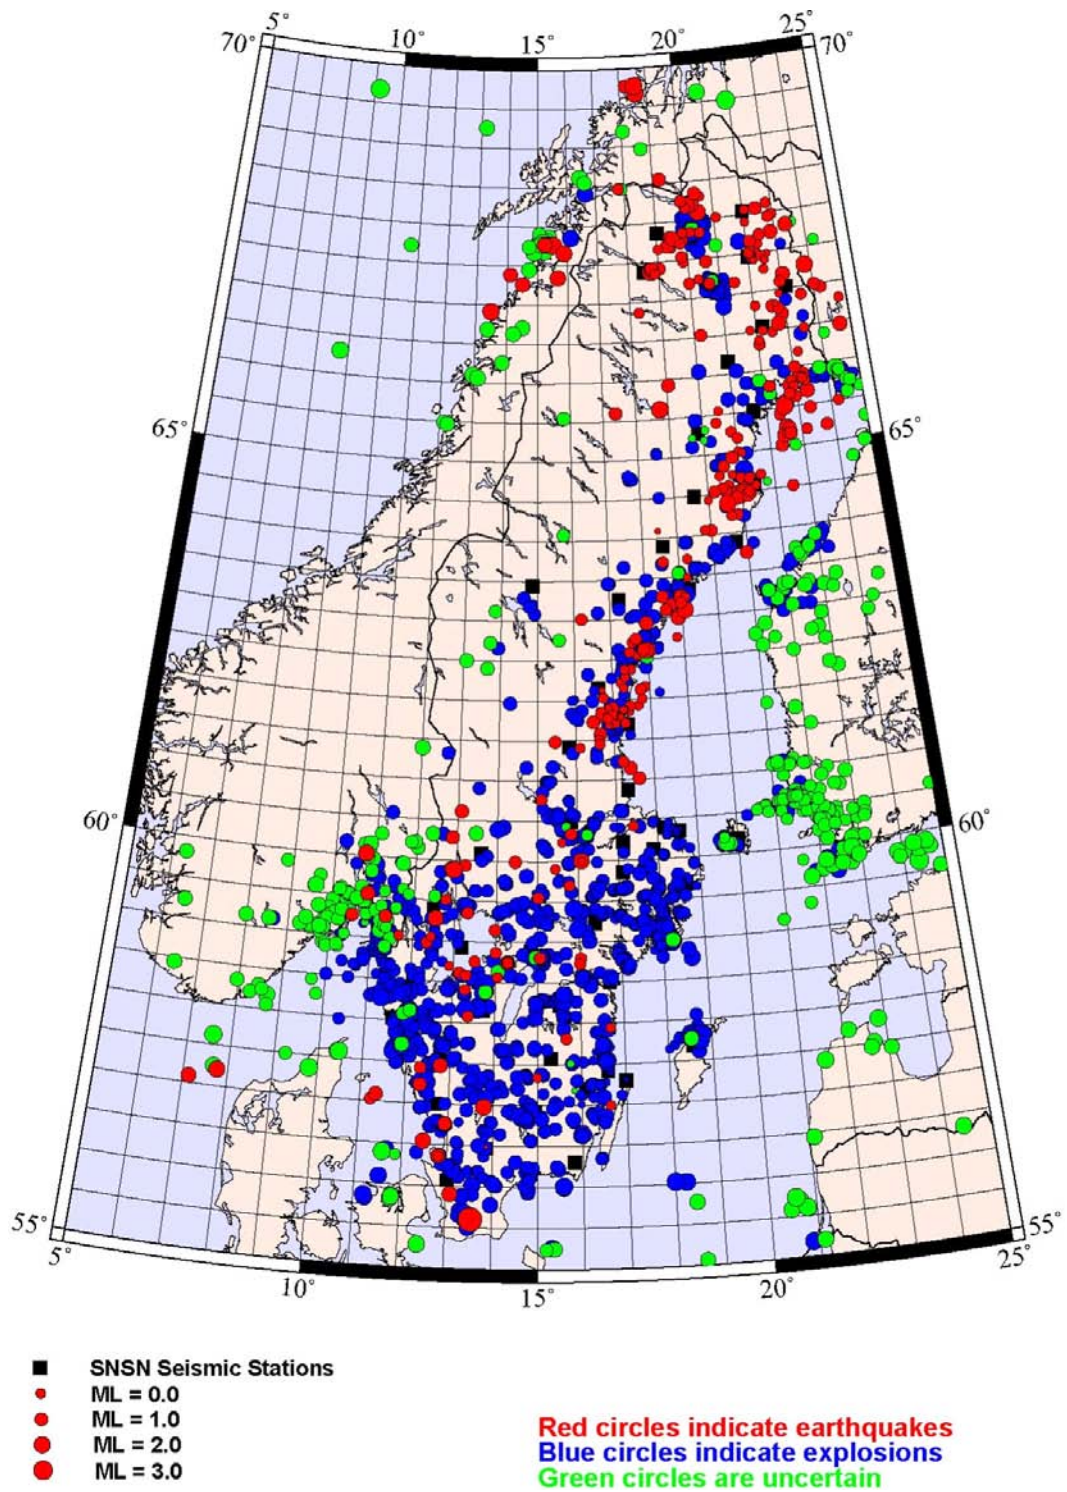 5°
10°
15°
20°
25°
70°
70°
65°
65°
60°
60°
55°
55°
5°
10°
15°
20°
25°
SNSN Seismic Stations
ML = 0.0
ML = 1.0
ML = 2.0
ML = 3.0
Red circles indicate earthquakes
Blue circles indicate explosions
Green circles are uncertain